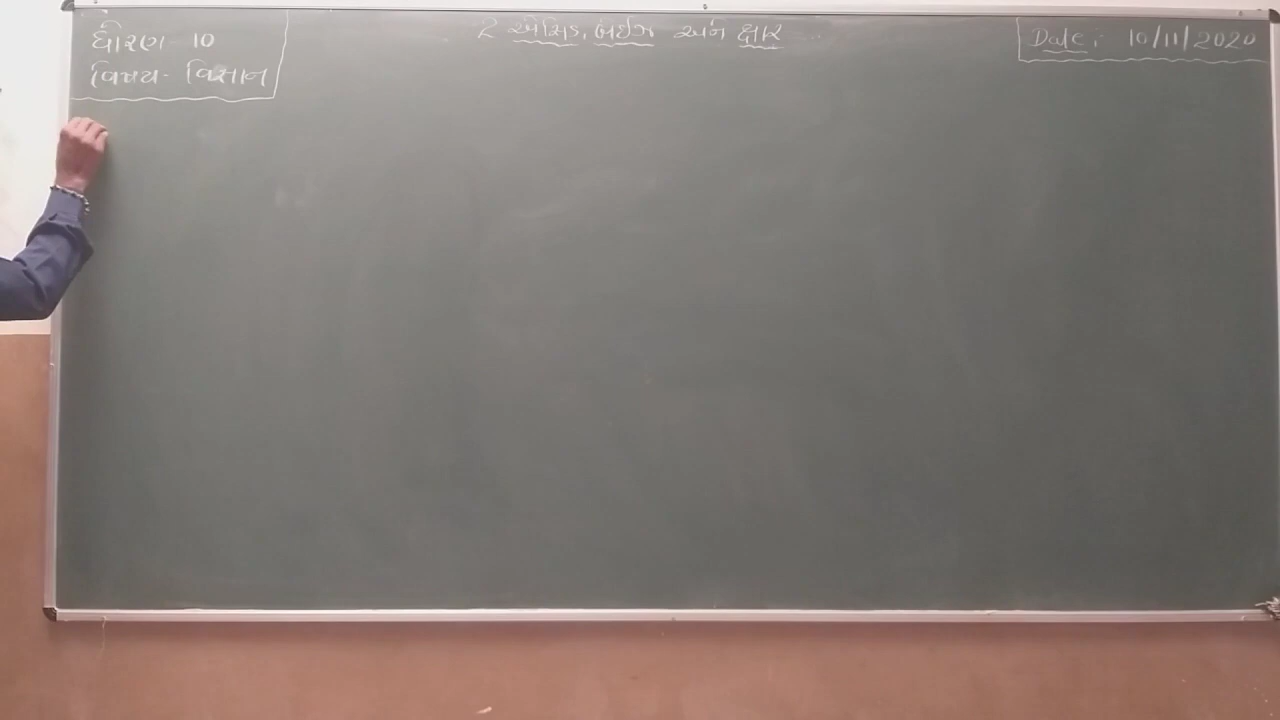 ધોરણ - 10
વિષય - વિજ્ઞાન
2 એસિડ, બેઇઝ અને ક્ષાર
Date: 10/11/2020